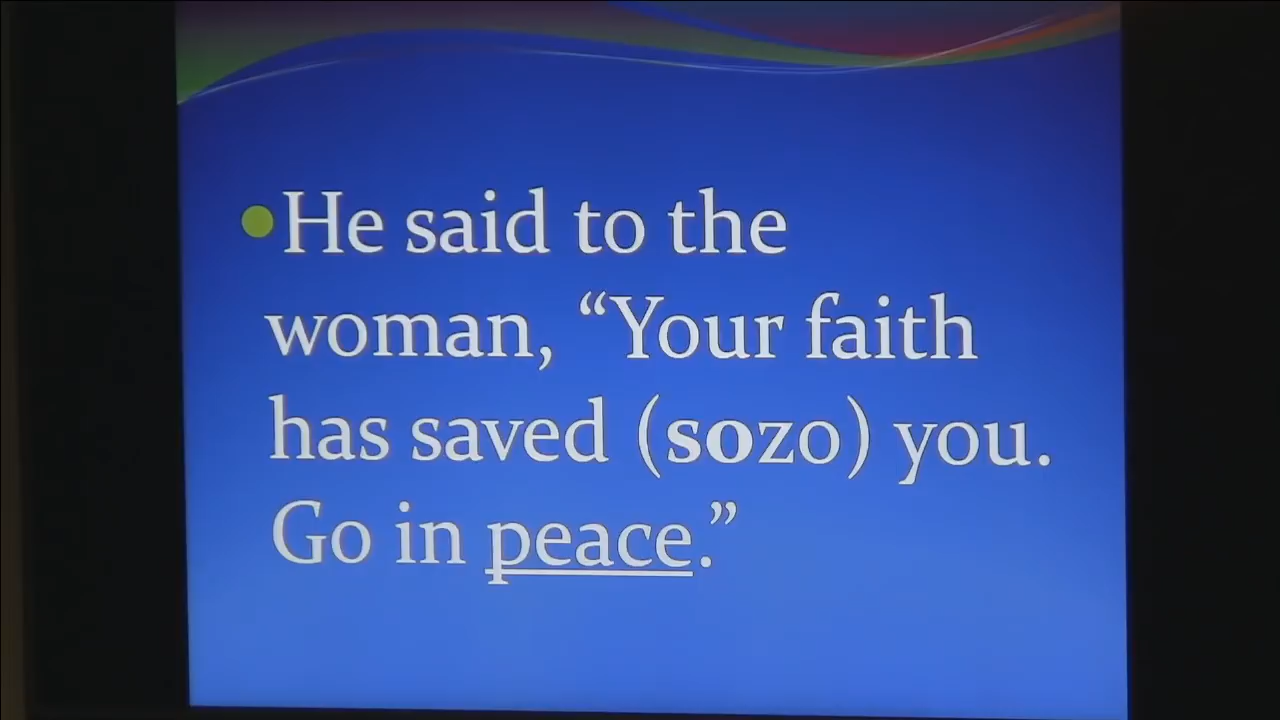 •He said to the
woman, “Your faith
has saved (sozo) you.
Go in peace.”